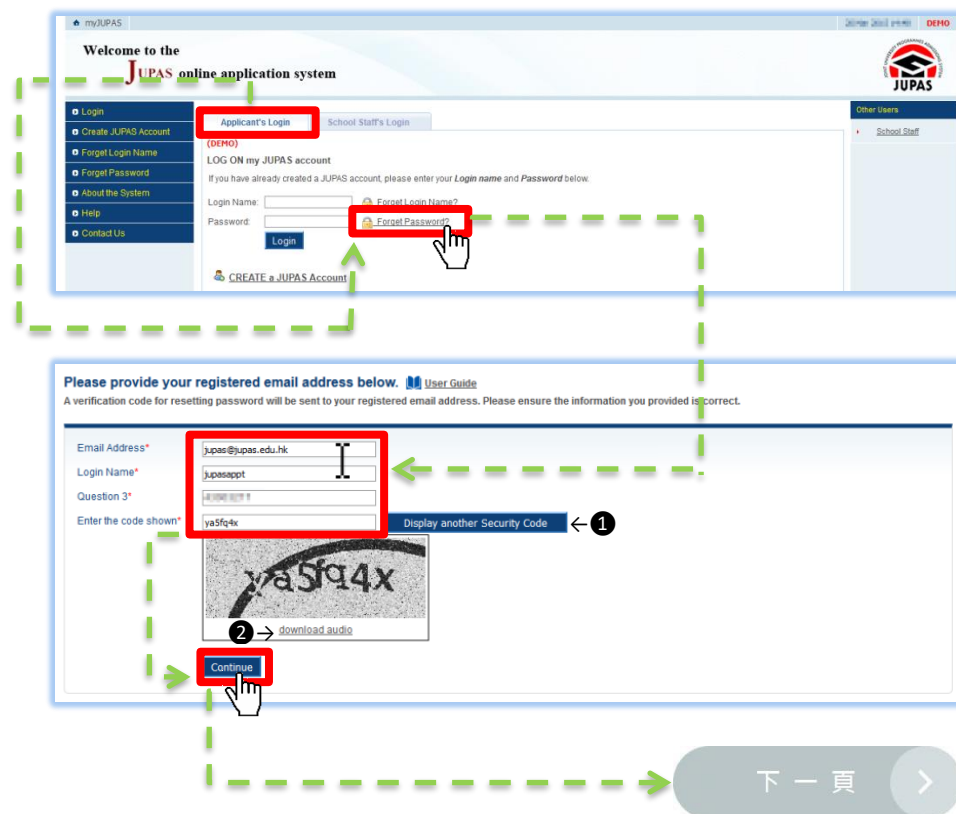 myJUPAS
DEMO
Welcome to the
JUPAS online application system
JUPAS
Login
Create JUPAS Account
Forget Login Name
Forget Password
About the System
Help
Contact Us
Applicant's Login
School Staff's Login
Other Users
School Staff
(DEMO)
LOG ON my JUPAS account
If you have already created a JUPAS account, please enter your Login name and Password below.
Login Name:
Forget Login Name?
Password:
Forget Password?
Login
CREATE a JUPAS Account
Please provide your registered email address below. User Guide
A verification code for resetting password will be sent to your registered email address. Please ensure the information you provided is correct.
Email Address* jupas@jupas.edu.hk
Login Name* jupasappt
Question 3*
Enter the code shown* ya5fq4x Display another Security Code ←❶
ya5fq4x
❷→ download audio
Continue
下一頁